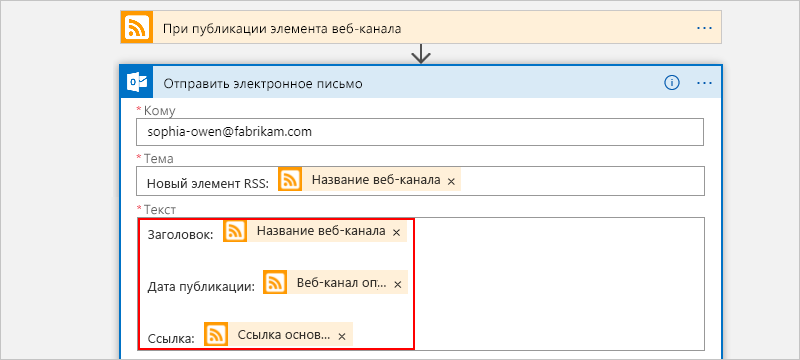 При публикации элемента веб-канала ...
Отправить электронное письмо ...
* Кому
sophia-owen@fabrikam.com
* Тема
Новый элемент RSS: Название веб-канала ×
* Текст
Заголовок: Название веб-канала ×
Дата публикации: Веб-канал оп... ×
Ссылка: Ссылка основ... ×